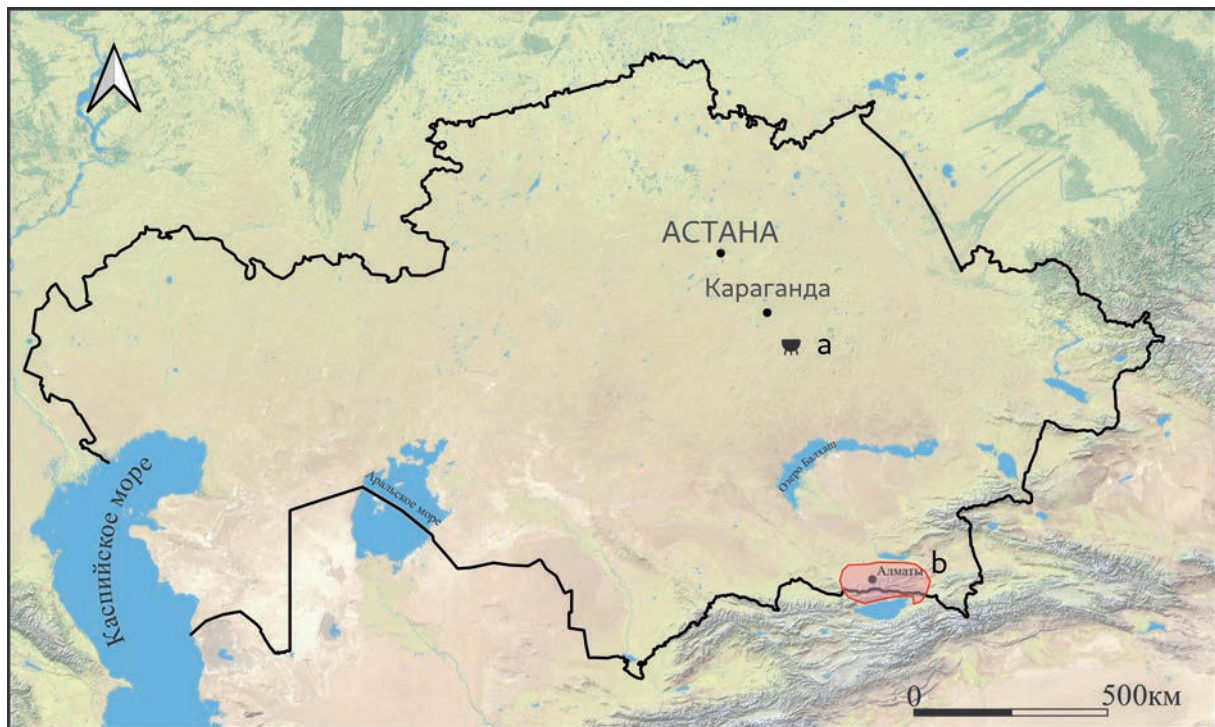 АСТАНА
Караганда
a
Озеро Балхаш
Аральское море
Каспийское море
b
Алматы
0
500км